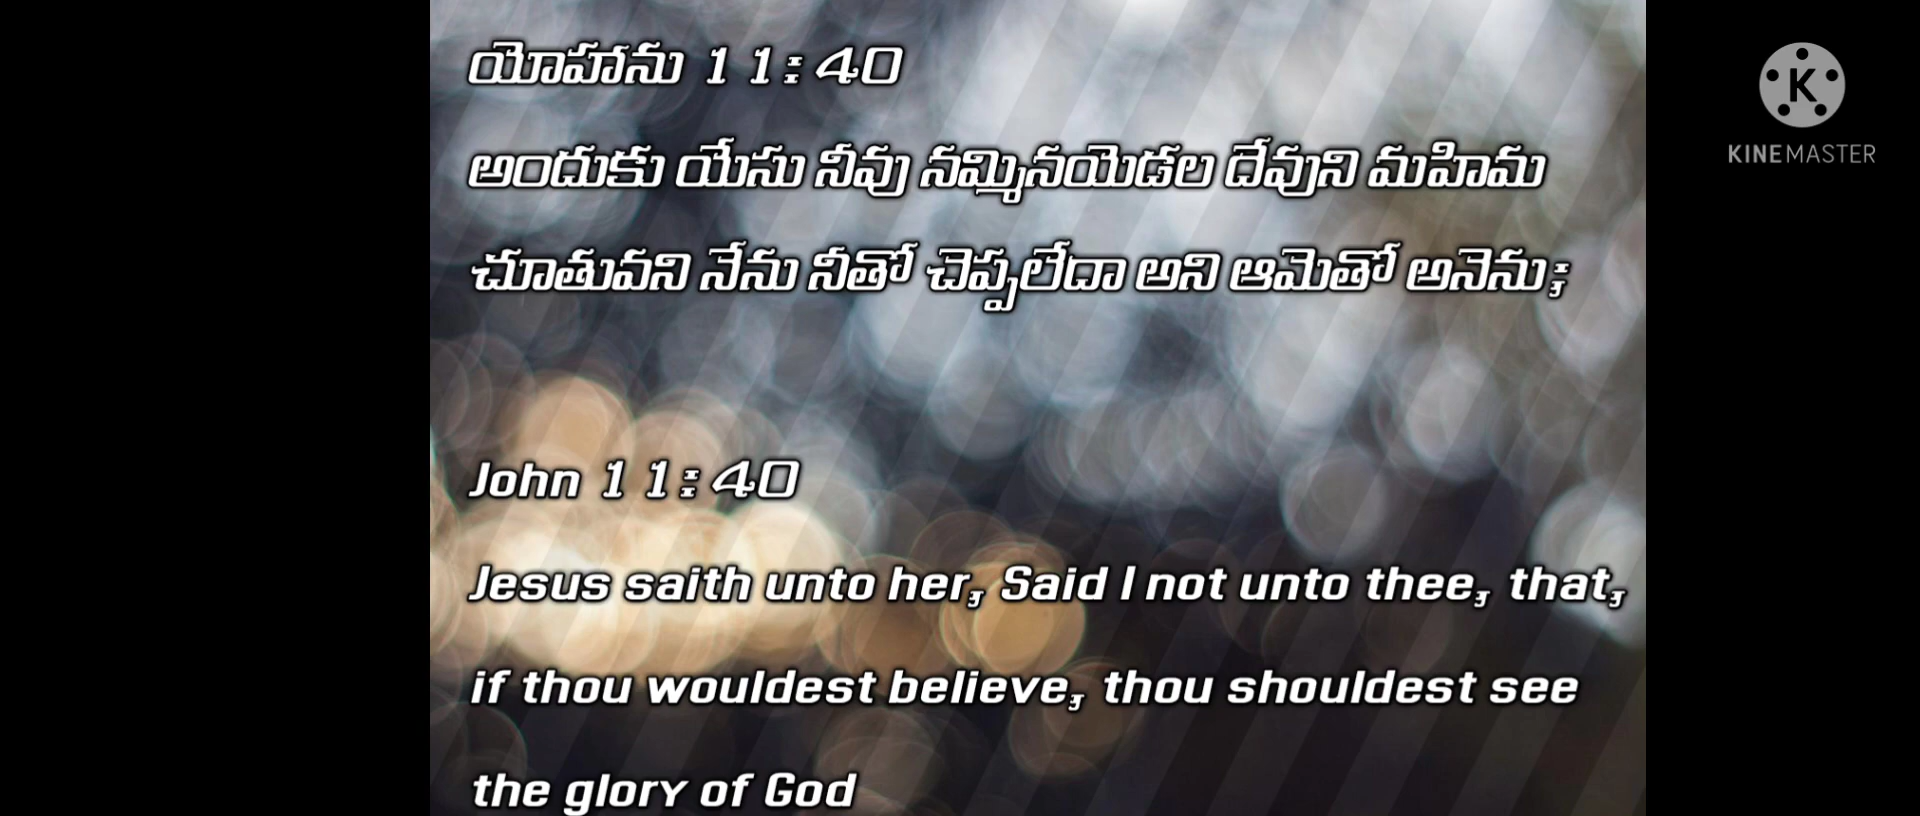 యోహాను 11:40
అందుకు యేసు నీవు నమ్మినయెడల దేవుని మహిమ
చూతువని నేను నీతో చెప్పలేదా అని ఆమెతో అనెను;
John 11:40
Jesus saith unto her, Said I not unto thee, that,
if thou wouldest believe, thou shouldest see
the glory of God
K
KINEMASTER